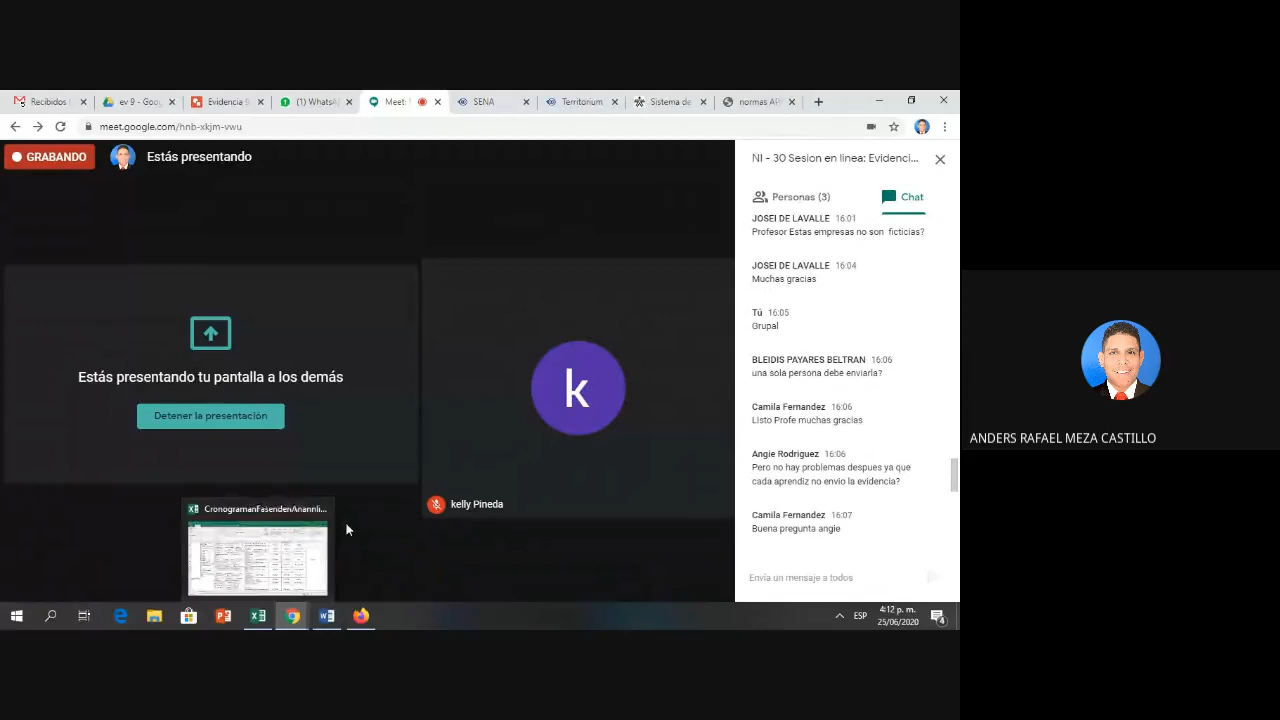 Recibidos
ev 9 - Goo
Evidencia 9
(1) WhatsA
Meet:
SENA
Territorium
Sistema de
normas AP
meet.google.com/hnb-xkjm-vwu
GRABANDO
Estás presentando
NI - 30 Sesion en linea: Evidenci...
Personas (3)
Chat
JOSEI DE LAVALLE 16:01
Profesor Estas empresas no son ficticias?
JOSEI DE LAVALLE 16:04
Muchas gracias
Tú 16:05
Grupal
BLEIDIS PAYARES BELTRAN 16:06
una sola persona debe enviarla?
Camila Fernandez 16:06
Listo Profe muchas gracias
Angie Rodriguez 16:06
Pero no hay problemas despues ya que
cada aprendiz no envio la evidencia?
Camila Fernandez 16:07
Buena pregunta angie
Envía un mensaje a todos
Estás presentando tu pantalla a los demás
Detener la presentación
k
kelly Pineda
CronogramanFasendenAnannli...
ANDERS RAFAEL MEZA CASTILLO
ESP
4:12 p. m.
25/06/2020
4